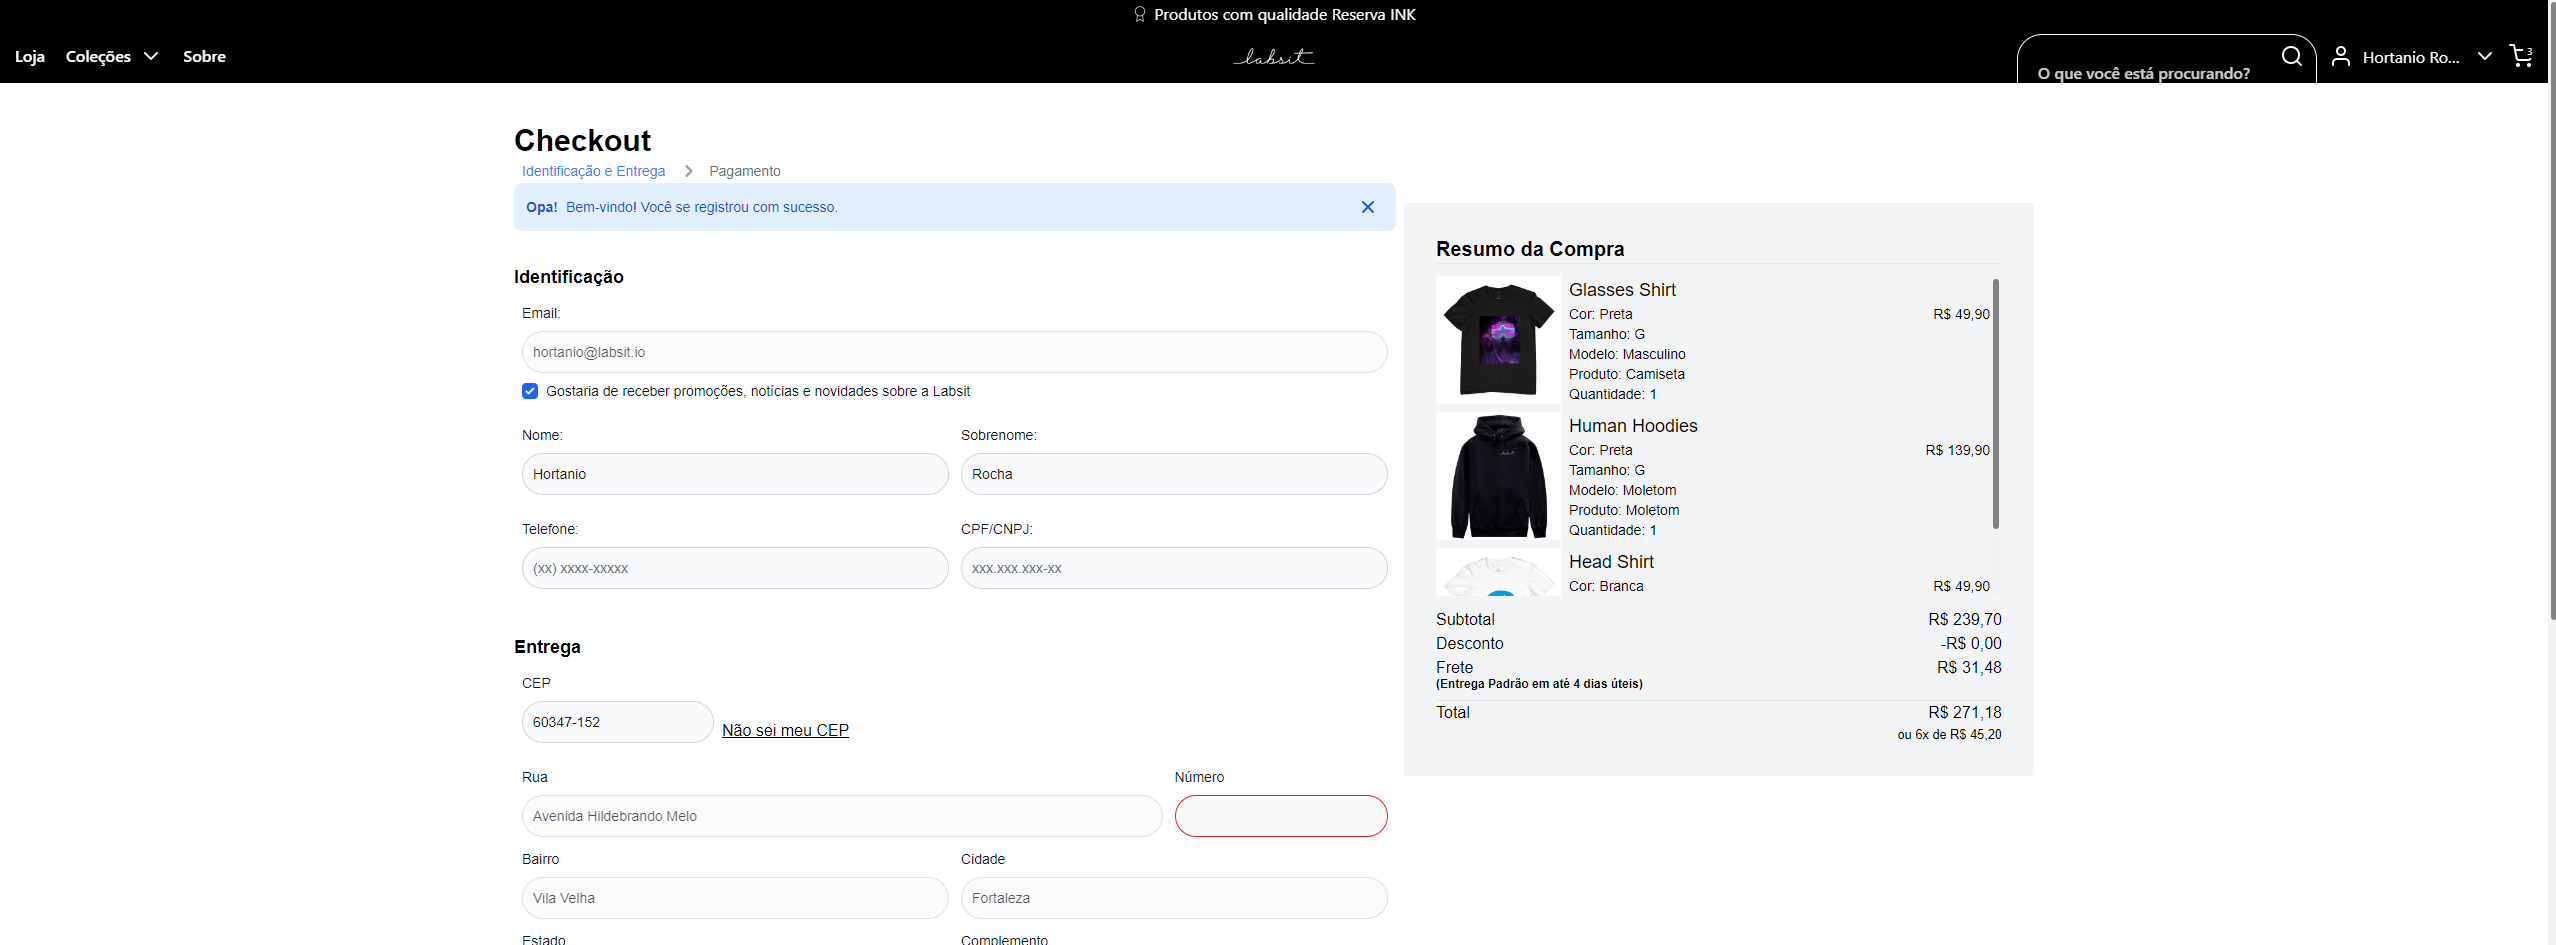 Produtos com qualidade Reserva INK
Loja Coleções Sobre
labsit
O que você está procurando?
Hortanio Ro...
3
Checkout
Identificação e Entrega > Pagamento
Opa! Bem-vindo! Você se registrou com sucesso.
Identificação
Email:
hortanio@labsit.io
Gostaria de receber promoções, notícias e novidades sobre a Labsit
Nome: Sobrenome:
Hortanio Rocha
Telefone: CPF/CNPJ:
(xx) xxxx-xxxxx xxx.xxx.xxx-xx
Entrega
CEP
60347-152 Não sei meu CEP
Rua Número
Avenida Hildebrando Melo
Bairro Cidade
Vila Velha Fortaleza
Estado Complemento
Resumo da Compra
Glasses Shirt
Cor: Preta R$ 49,90
Tamanho: G
Modelo: Masculino
Produto: Camiseta
Quantidade: 1
labsit
Human Hoodies
Cor: Preta R$ 139,90
Tamanho: G
Modelo: Moletom
Produto: Moletom
Quantidade: 1
Head Shirt
Cor: Branca R$ 49,90
Subtotal R$ 239,70
Desconto -R$ 0,00
Frete R$ 31,48
(Entrega Padrão em até 4 dias úteis)
Total R$ 271,18
ou 6x de R$ 45,20